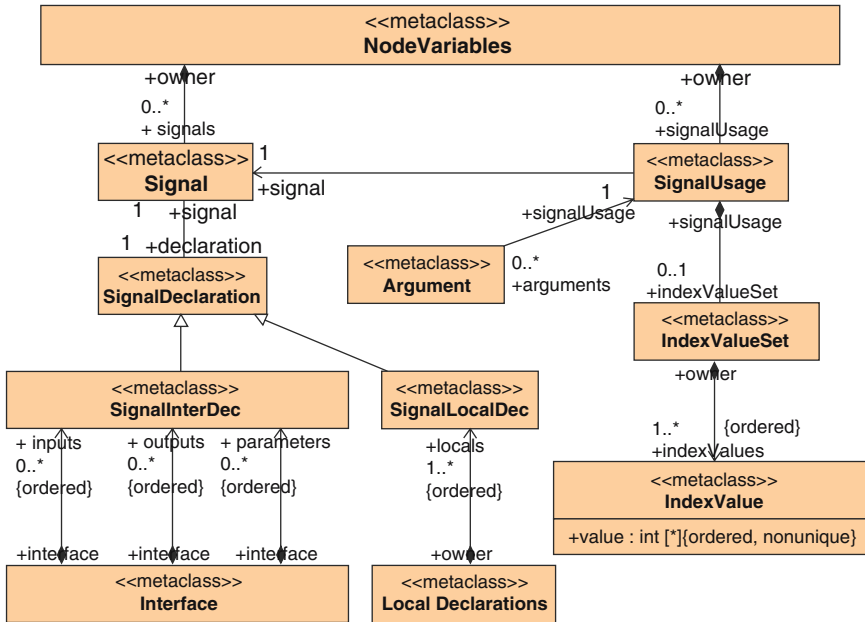 <<metaclass>>
NodeVariables
+owner
+owner
0..*
+ signals
0..*
+signalUsage
<<metaclass>>
Signal
1
+signal
<<metaclass>>
SignalUsage
1
+signal
1
+signalUsage
+signalUsage
1
+declaration
<<metaclass>>
SignalDeclaration
<<metaclass>>
Argument
0..*
+arguments
0..1
+indexValueSet
<<metaclass>>
IndexValueSet
+owner
<<metaclass>>
SignalInterDec
<<metaclass>>
SignalLocalDec
+ inputs
0..*
{ordered}
+ outputs
0..*
{ordered}
+ parameters
0..*
{ordered}
+locals
1..*
{ordered}
1..*
{ordered}
+indexValues
<<metaclass>>
IndexValue
+value : int [*]{ordered, nonunique}
+interface
+interface
+interface
+owner
<<metaclass>>
Interface
<<metaclass>>
Local Declarations